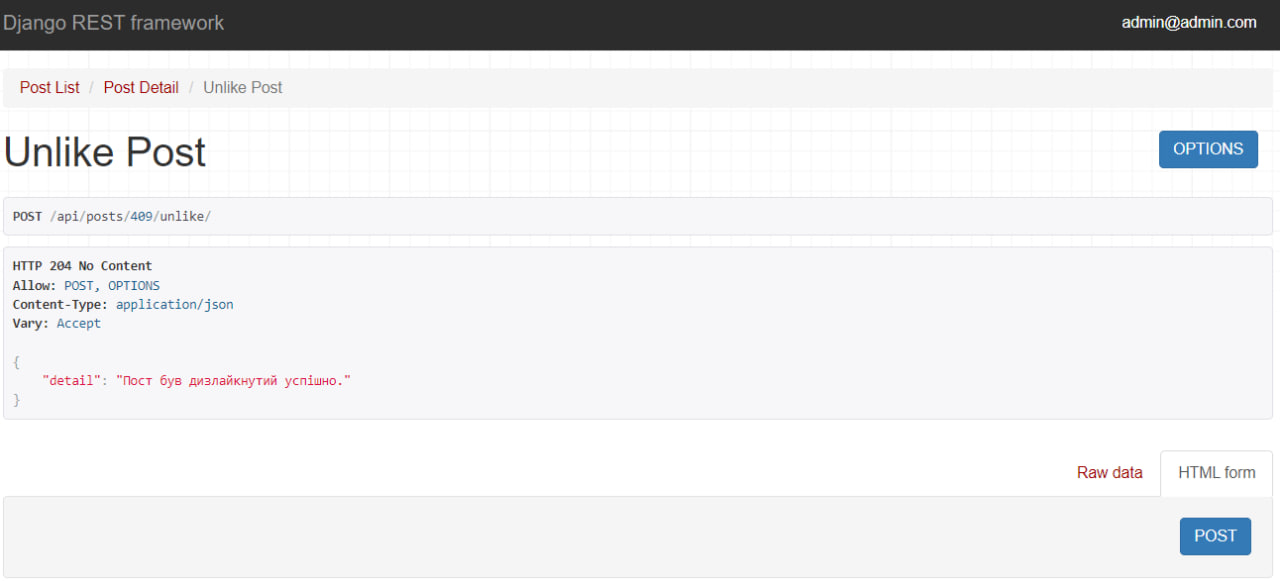 Django REST framework admin@admin.com
Post List / Post Detail / Unlike Post
Unlike Post OPTIONS
POST /api/posts/409/unlike/
HTTP 204 No Content
Allow: POST, OPTIONS
Content-Type: application/json
Vary: Accept
{
"detail": "Пост був дизлайкнутий успішно."
}
Raw data HTML form
POST